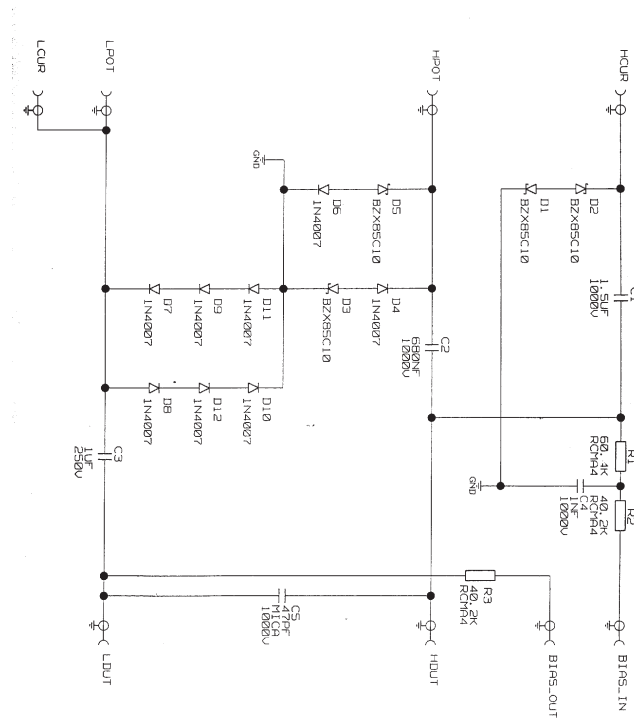 LCUR
LPOT
HPOT
HCUR
GND
D6
1N4007
D5
BZX85C10
D1
BZX85C10
D2
BZX85C10
D7
1N4007
D9
1N4007
D11
1N4007
D3
BZX85C10
D4
1N4007
C1
1.5UF
1000V
C2
680NF
1000V
D8
1N4007
D12
1N4007
D10
1N4007
C3
1UF
250V
GND
C4
1NF
1000V
R1
60.4K
RCMA4
R2
40.2K
RCMA4
C5
47PF
MICA
1000V
R3
40.2K
RCMA4
LDUT
HDUT
BIAS_OUT
BIAS_IN